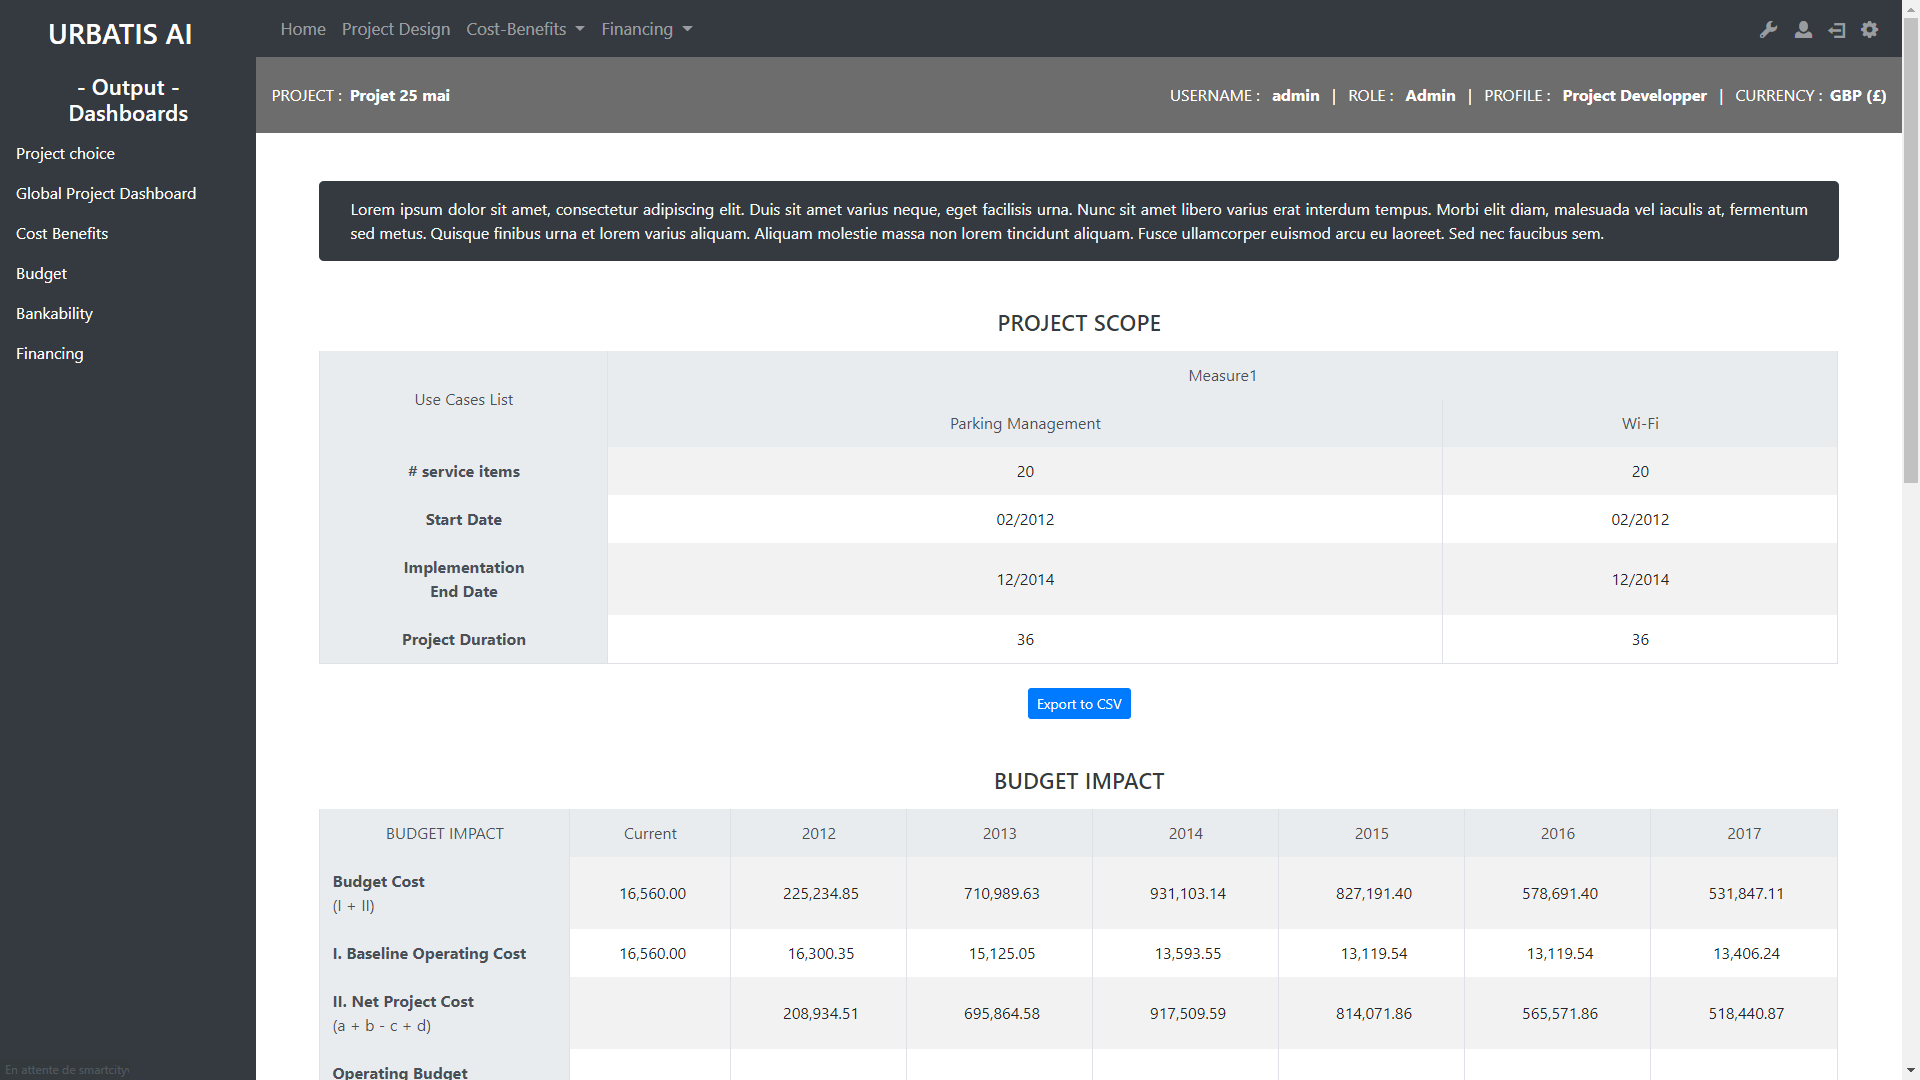 URBATIS AI
Home Project Design Cost-Benefits Financing
- Output -
Dashboards
Project choice
Global Project Dashboard
Cost Benefits
Budget
Bankability
Financing
PROJECT : Projet 25 mai
USERNAME : admin | ROLE : Admin | PROFILE : Project Developper | CURRENCY : GBP (£)
Lorem ipsum dolor sit amet, consectetur adipiscing elit. Duis sit amet varius neque, eget facilisis urna. Nunc sit amet libero varius erat interdum tempus. Morbi elit diam, malesuada vel iaculis at, fermentum
sed metus. Quisque finibus urna et lorem varius aliquam. Aliquam molestie massa non lorem tincidunt aliquam. Fusce ullamcorper euismod arcu eu laoreet. Sed nec faucibus sem.
PROJECT SCOPE
Use Cases List
Measure1
Parking Management Wi-Fi
# service items 20 20
Start Date 02/2012 02/2012
Implementation
End Date 12/2014 12/2014
Project Duration 36 36
Export to CSV
BUDGET IMPACT
BUDGET IMPACT Current 2012 2013 2014 2015 2016 2017
Budget Cost
(I + II) 16,560.00 225,234.85 710,989.63 931,103.14 827,191.40 578,691.40 531,847.11
I. Baseline Operating Cost 16,560.00 16,300.35 15,125.05 13,593.55 13,119.54 13,119.54 13,406.24
II. Net Project Cost
(a + b - c + d) 208,934.51 695,864.58 917,509.59 814,071.86 565,571.86 518,440.87
Operating Budget
En attente de smartcity